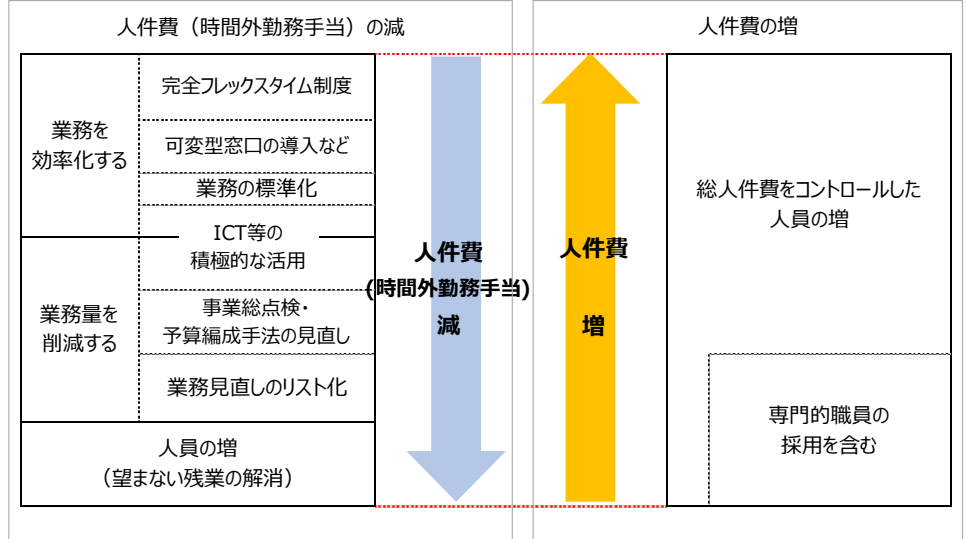 人件費（時間外勤務手当）の減
業務を
効率化する
完全フレックスタイム制度
可変型窓口の導入など
業務の標準化
ICT等の
積極的な活用
業務量を
削減する
事業総点検・
予算編成手法の見直し
業務見直しのリスト化
人員の増
（望まない残業の解消）
人件費
(時間外勤務手当)
減
人件費の増
人件費
増
総人件費をコントロールした
人員の増
専門的職員の
採用を含む